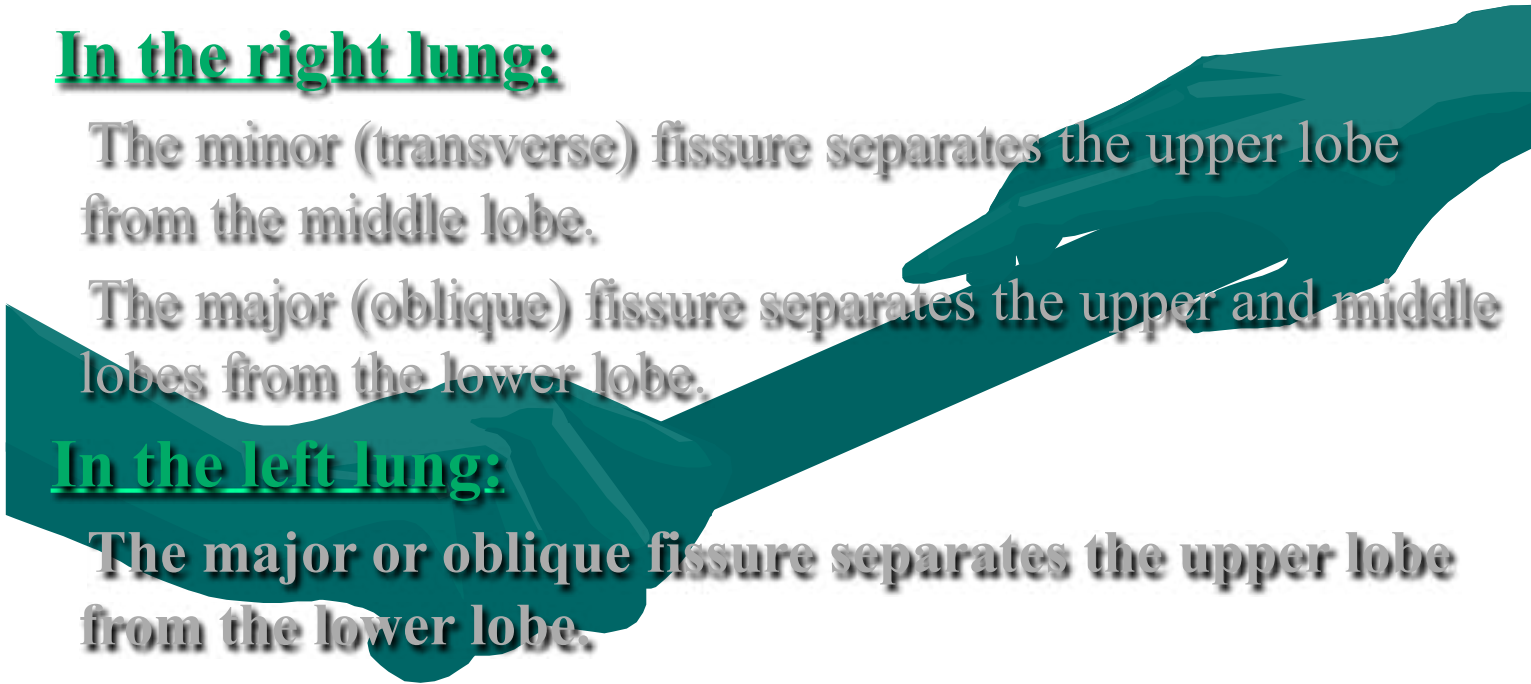 In the right lung:
The minor (transverse) fissure separates the upper lobe
from the middle lobe.
The major (oblique) fissure separates the upper and middle
lobes from the lower lobe.
In the left lung:
The major or oblique fissure separates the upper lobe
from the lower lobe.